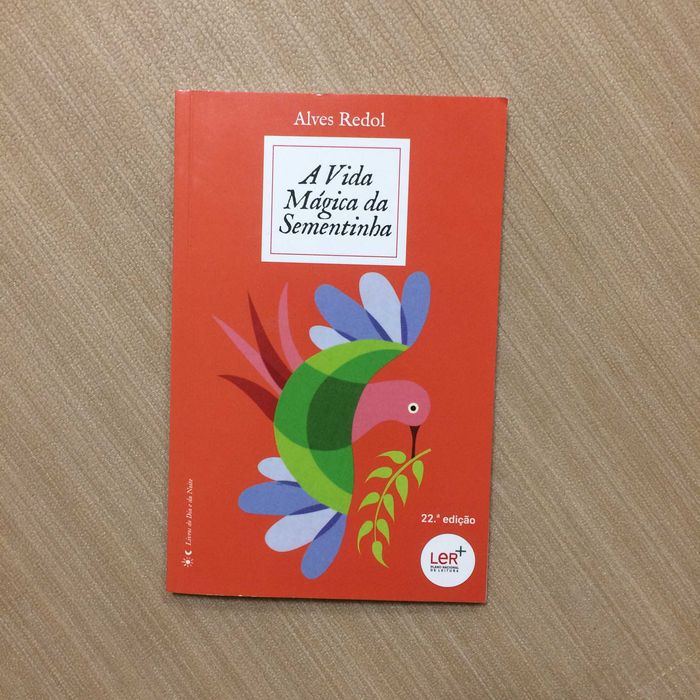 Alves Redol
A Vida
Mágica da
Sementinha
22.ª edição
LeR+
PLANO NACIONAL
DE LEITURA
Livros do Dia e da Noite